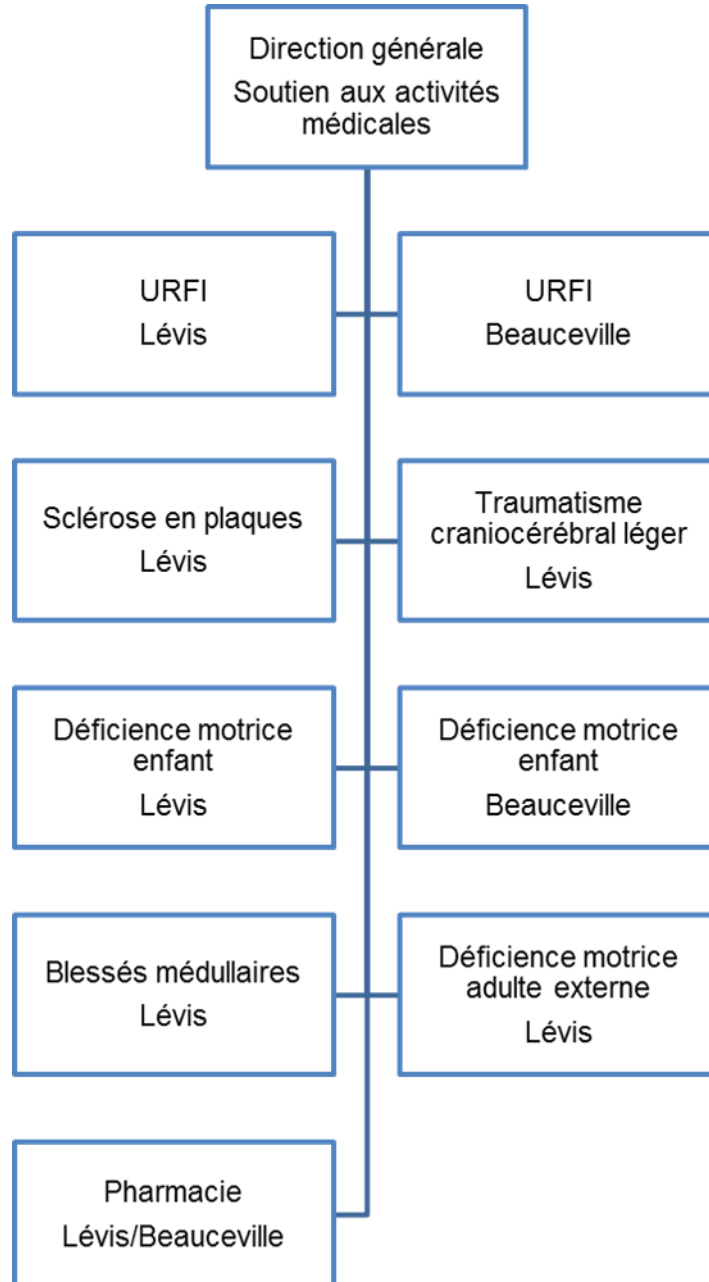 Direction générale
Soutien aux activités
médicales
URFI
Lévis
URFI
Beauceville
Sclérose en plaques
Lévis
Traumatisme
craniocérébral léger
Lévis
Déficience motrice
enfant
Lévis
Déficience motrice
enfant
Beauceville
Blessés médullaires
Lévis
Déficience motrice
adulte externe
Lévis
Pharmacie
Lévis/Beauceville